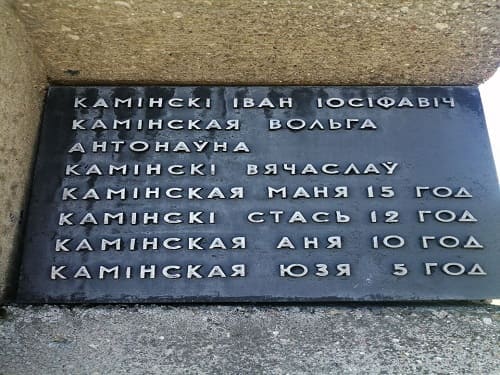 КАМІНСКІ ІВАН ІОСІФАВІЧ
КАМІНСКАЯ ВОЛЬГА
АНТОНАЎНА
КАМІНСКІ ВЯЧАСЛАЎ
КАМІНСКАЯ МАНЯ 15 ГОД
КАМІНСКІ СТАСЬ 12 ГОД
КАМІНСКАЯ АНЯ 10 ГОД
КАМІНСКАЯ ЮЗЯ 5 ГОД